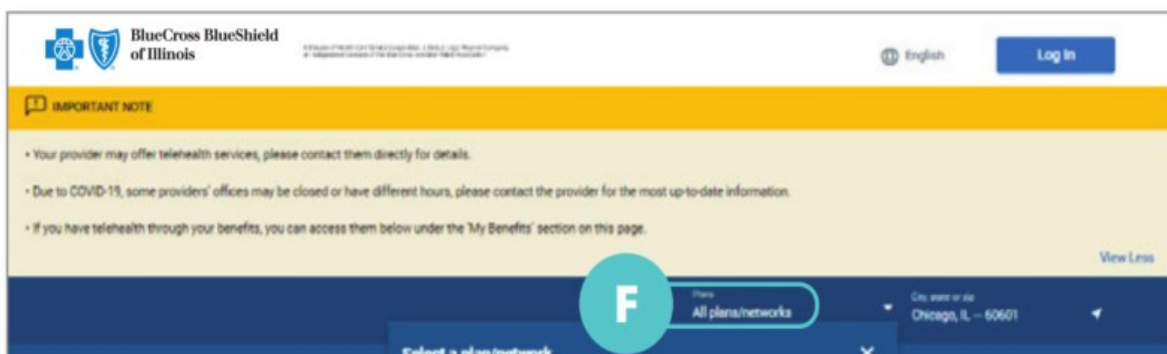 BlueCross BlueShield
of Illinois
English
Log In
IMPORTANT NOTE
• Your provider may offer telehealth services, please contact them directly for details.
• Due to COVID-19, some providers' offices may be closed or have different hours, please contact the provider for the most up-to-date information.
• If you have telehealth through your benefits, you can access them below under the 'My Benefits' section on this page.
View Less
F
Plans
All plans/networks
City, state or zip
Chicago, IL — 60601
Select a plan/network